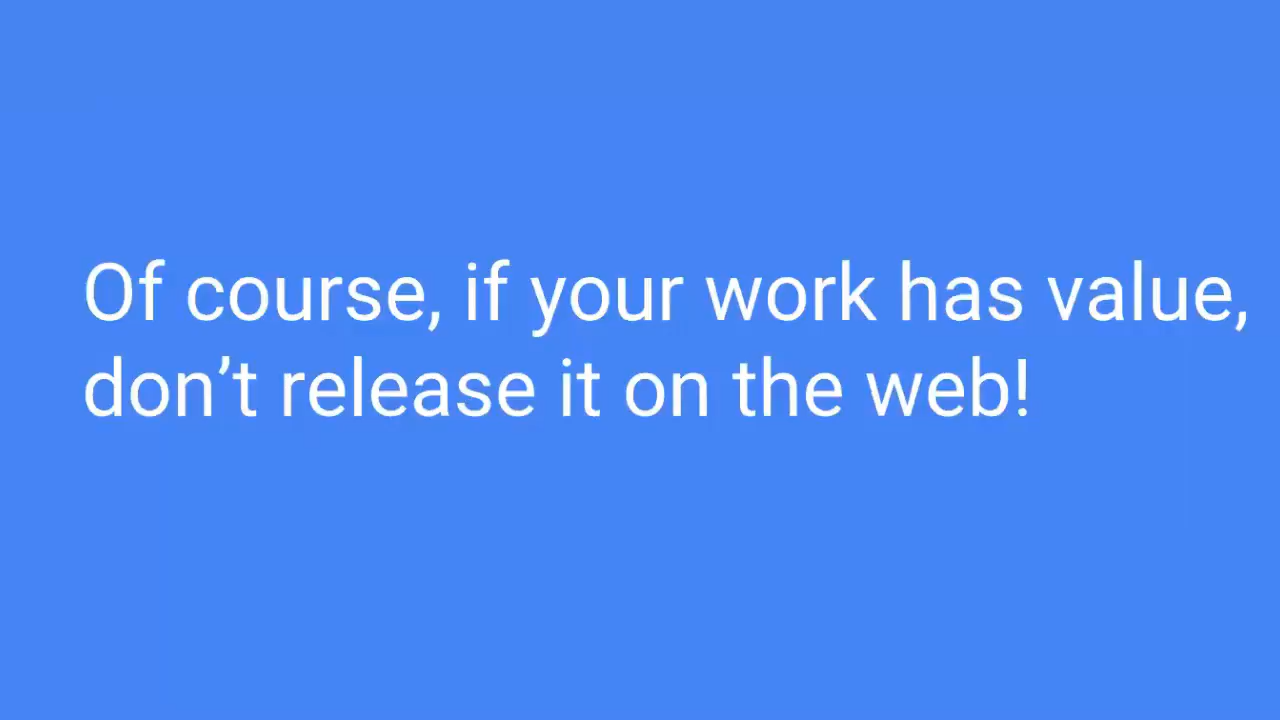 Of course, if your work has value,
don’t release it on the web!